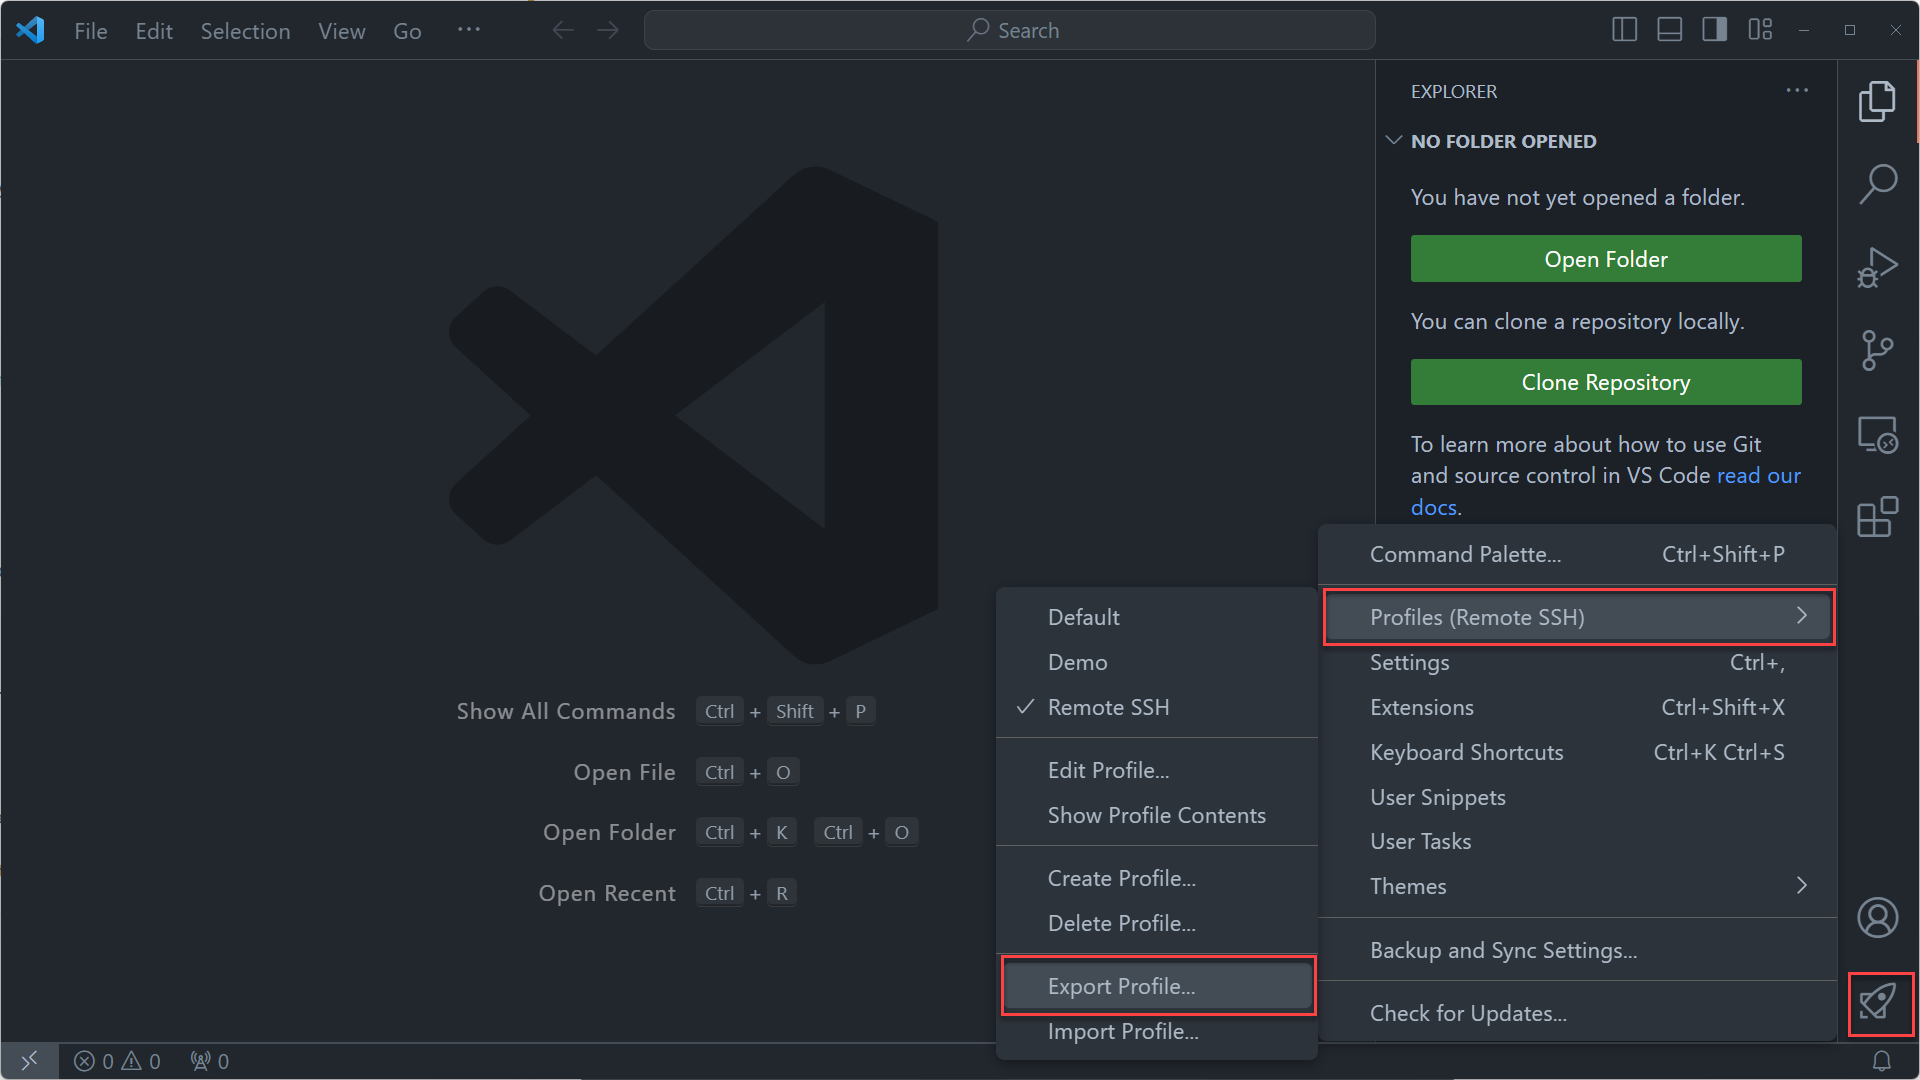 File Edit Selection View Go ···
Search
EXPLORER ···
NO FOLDER OPENED
You have not yet opened a folder.
Open Folder
You can clone a repository locally.
Clone Repository
To learn more about how to use Git
and source control in VS Code read our
docs.
Show All Commands Ctrl + Shift + P
Open File Ctrl + O
Open Folder Ctrl + K Ctrl + O
Open Recent Ctrl + R
Default
Demo
Remote SSH
Edit Profile...
Show Profile Contents
Create Profile...
Delete Profile...
Export Profile...
Import Profile...
Command Palette... Ctrl+Shift+P
Profiles (Remote SSH)
Settings Ctrl+,
Extensions Ctrl+Shift+X
Keyboard Shortcuts Ctrl+K Ctrl+S
User Snippets
User Tasks
Themes
Backup and Sync Settings...
Check for Updates...
0 0 0